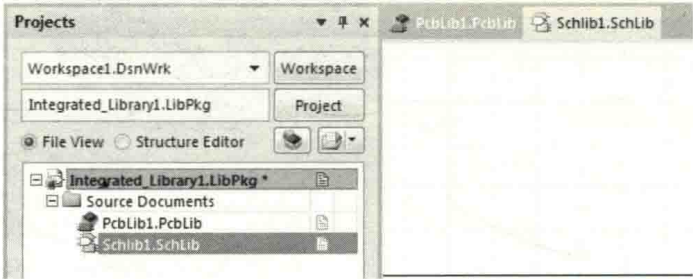 Projects
PcbLib1.PcbLib Schlib1.SchLib
Workspace1.DsnWrk Workspace
Integrated_Library1.LibPkg Project
File View Structure Editor
Integrated_Library1.LibPkg *
Source Documents
PcbLib1.PcbLib
Schlib1.SchLib